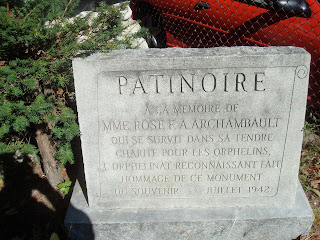 PATINOIRE
A LA MEMOIRE DE
MME ROSE F. A. ARCHAMBAULT
QUI SE SURVIT DANS SA TENDRE
CHARITE POUR LES ORPHELINS,
L'ORPHELINAT RECONNAISSANT FAIT
HOMMAGE DE CE MONUMENT
DU SOUVENIR JUILLET 1942